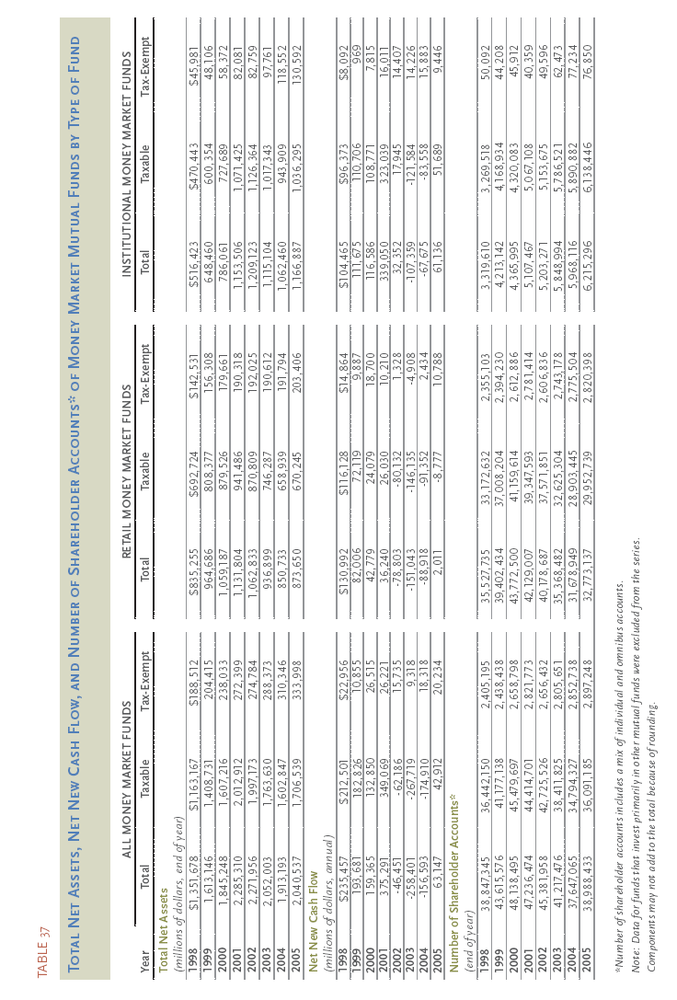 TABLE 37
TOTAL NET ASSETS, NET NEW CASH FLOW, AND NUMBER OF SHAREHOLDER ACCOUNTS* OF MONEY MARKET MUTUAL FUNDS BY TYPE OF FUND
ALL MONEY MARKET FUNDS RETAIL MONEY MARKET FUNDS INSTITUTIONAL MONEY MARKET FUNDS
Year Total Taxable Tax-Exempt Total Taxable Tax-Exempt Total Taxable Tax-Exempt
Total Net Assets
(millions of dollars, end of year)
1998 $1,351,678 $1,163,167 $188,512 $835,255 $692,724 $142,531 $516,423 $470,443 $45,981
1999 1,613,146 1,408,731 204,415 964,686 808,377 156,308 648,460 600,354 48,106
2000 1,845,248 1,607,216 238,033 1,059,187 879,526 179,661 786,061 727,689 58,372
2001 2,285,310 2,012,912 272,399 1,131,804 941,486 190,318 1,153,506 1,071,425 82,081
2002 2,271,956 1,997,173 274,784 1,062,833 870,809 192,025 1,209,123 1,126,364 82,759
2003 2,052,003 1,763,630 288,373 936,899 746,287 190,612 1,115,104 1,017,343 97,761
2004 1,913,193 1,602,847 310,346 850,733 658,939 191,794 1,062,460 943,909 118,552
2005 2,040,537 1,706,539 333,998 873,650 670,245 203,406 1,166,887 1,036,295 130,592
Net New Cash Flow
(millions of dollars, annual)
1998 $235,457 $212,501 $22,956 $130,992 $116,128 $14,864 $104,465 $96,373 $8,092
1999 193,681 182,826 10,855 82,006 72,119 9,887 111,675 110,706 969
2000 159,365 132,850 26,515 42,779 24,079 18,700 116,586 108,771 7,815
2001 375,291 349,069 26,221 36,240 26,030 10,210 339,050 323,039 16,011
2002 -46,451 -62,186 15,735 -78,803 -80,132 1,328 32,352 17,945 14,407
2003 -258,401 -267,719 9,318 -151,043 -146,135 -4,908 -107,359 -121,584 14,226
2004 -156,593 -174,910 18,318 -88,918 -91,352 2,434 -67,675 -83,558 15,883
2005 63,147 42,912 20,234 2,011 -8,777 10,788 61,136 51,689 9,446
Number of Shareholder Accounts*
(end of year)
1998 38,847,345 36,442,150 2,405,195 35,527,735 33,172,632 2,355,103 3,319,610 3,269,518 50,092
1999 43,615,576 41,177,138 2,438,438 39,402,434 37,008,204 2,394,230 4,213,142 4,168,934 44,208
2000 48,138,495 45,479,697 2,658,798 43,772,500 41,159,614 2,612,886 4,365,995 4,320,083 45,912
2001 47,236,474 44,414,701 2,821,773 42,129,007 39,347,593 2,781,414 5,107,467 5,067,108 40,359
2002 45,381,958 42,725,526 2,656,432 40,178,687 37,571,851 2,606,836 5,203,271 5,153,675 49,596
2003 41,217,476 38,411,825 2,805,651 35,368,482 32,625,304 2,743,178 5,848,994 5,786,521 62,473
2004 37,647,065 34,794,327 2,852,738 31,678,949 28,903,445 2,775,504 5,968,116 5,890,882 77,234
2005 38,988,433 36,091,185 2,897,248 32,773,137 29,952,739 2,820,398 6,215,296 6,138,446 76,850
*Number of shareholder accounts includes a mix of individual and omnibus accounts.
Note: Data for funds that invest primarily in other mutual funds were excluded from the series.
Components may not add to the total because of rounding.